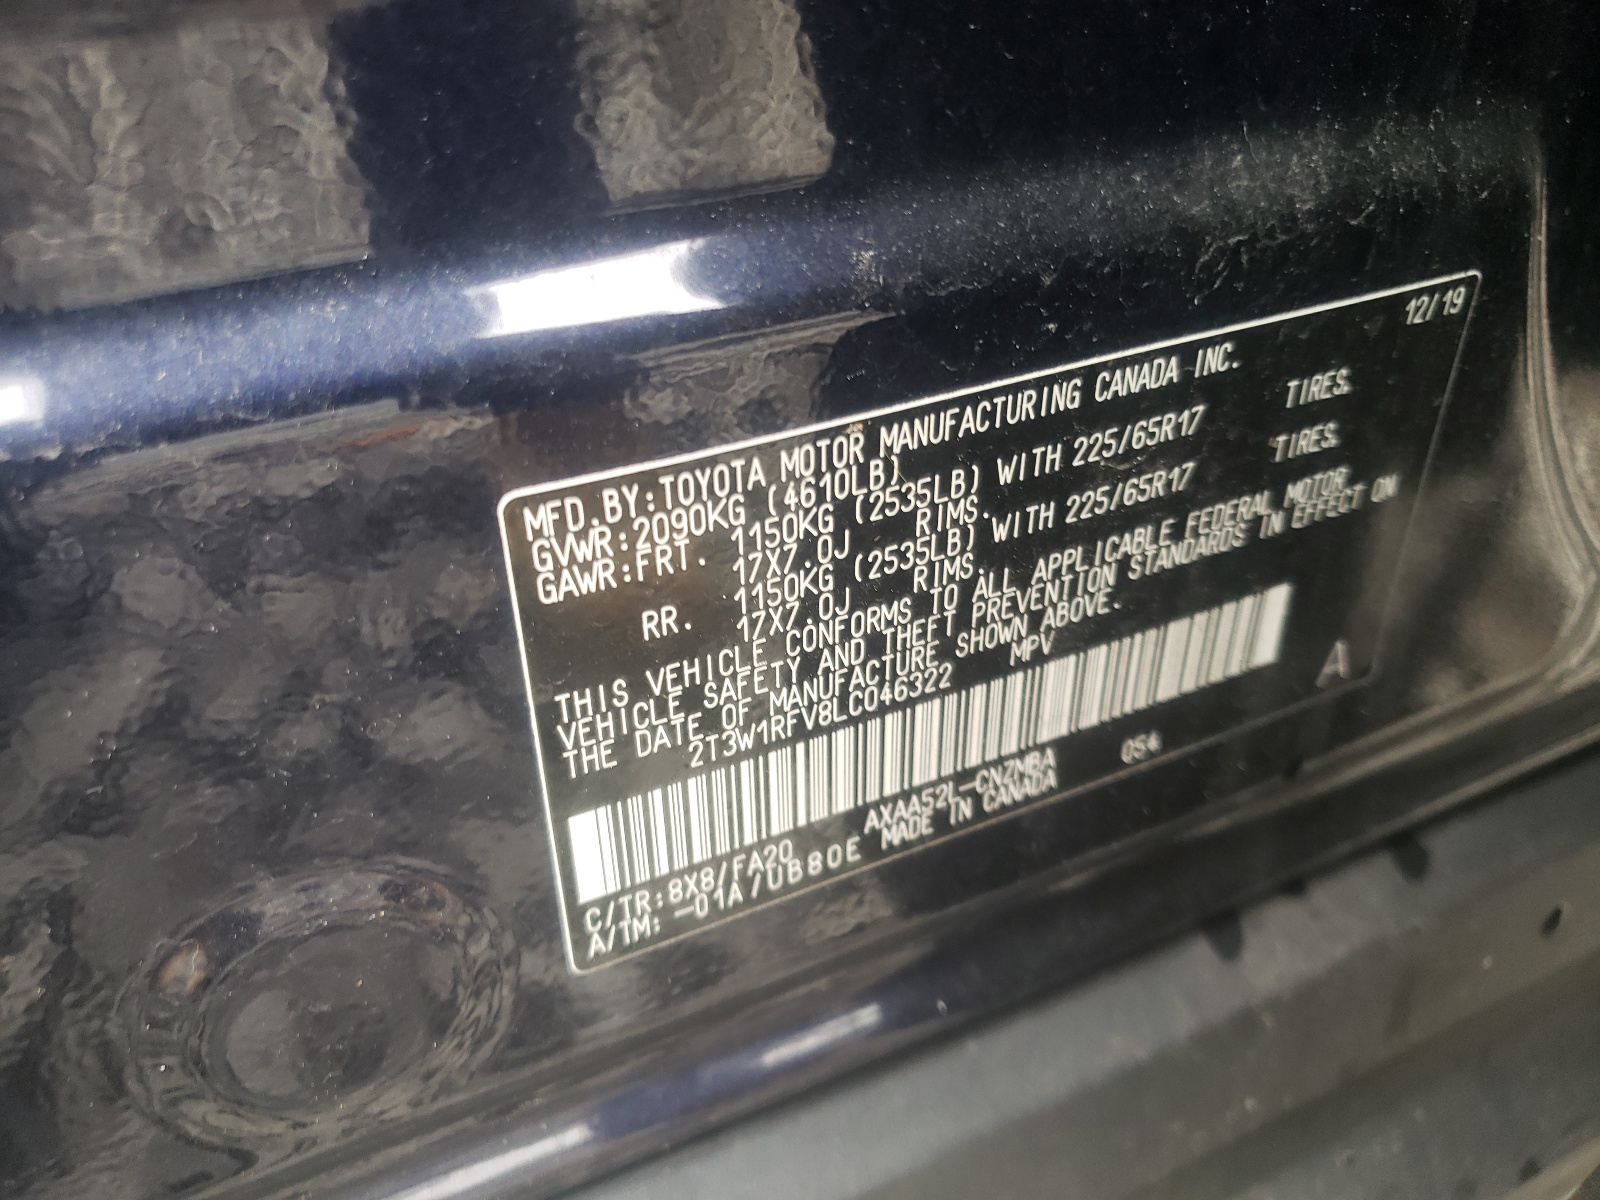 12/19
MFD.BY:TOYOTA MOTOR MANUFACTURING CANADA INC.
GVWR:2090KG (4610LB)
GAWR:FRT. 1150KG (2535LB) WITH 225/65R17 TIRES.
17X7.0J RIMS.
RR. 1150KG (2535LB) WITH 225/65R17 TIRES.
17X7.0J RIMS.
THIS VEHICLE CONFORMS TO ALL APPLICABLE FEDERAL MOTOR
VEHICLE SAFETY AND THEFT PREVENTION STANDARDS IN EFFECT ON
THE DATE OF MANUFACTURE SHOWN ABOVE.
2T3W1RFV8LC046322 MPV
A
C/TR:8X8/FA20 AXAA52L-CNZMBA 054
A/TM: -01A/UB80E MADE IN CANADA